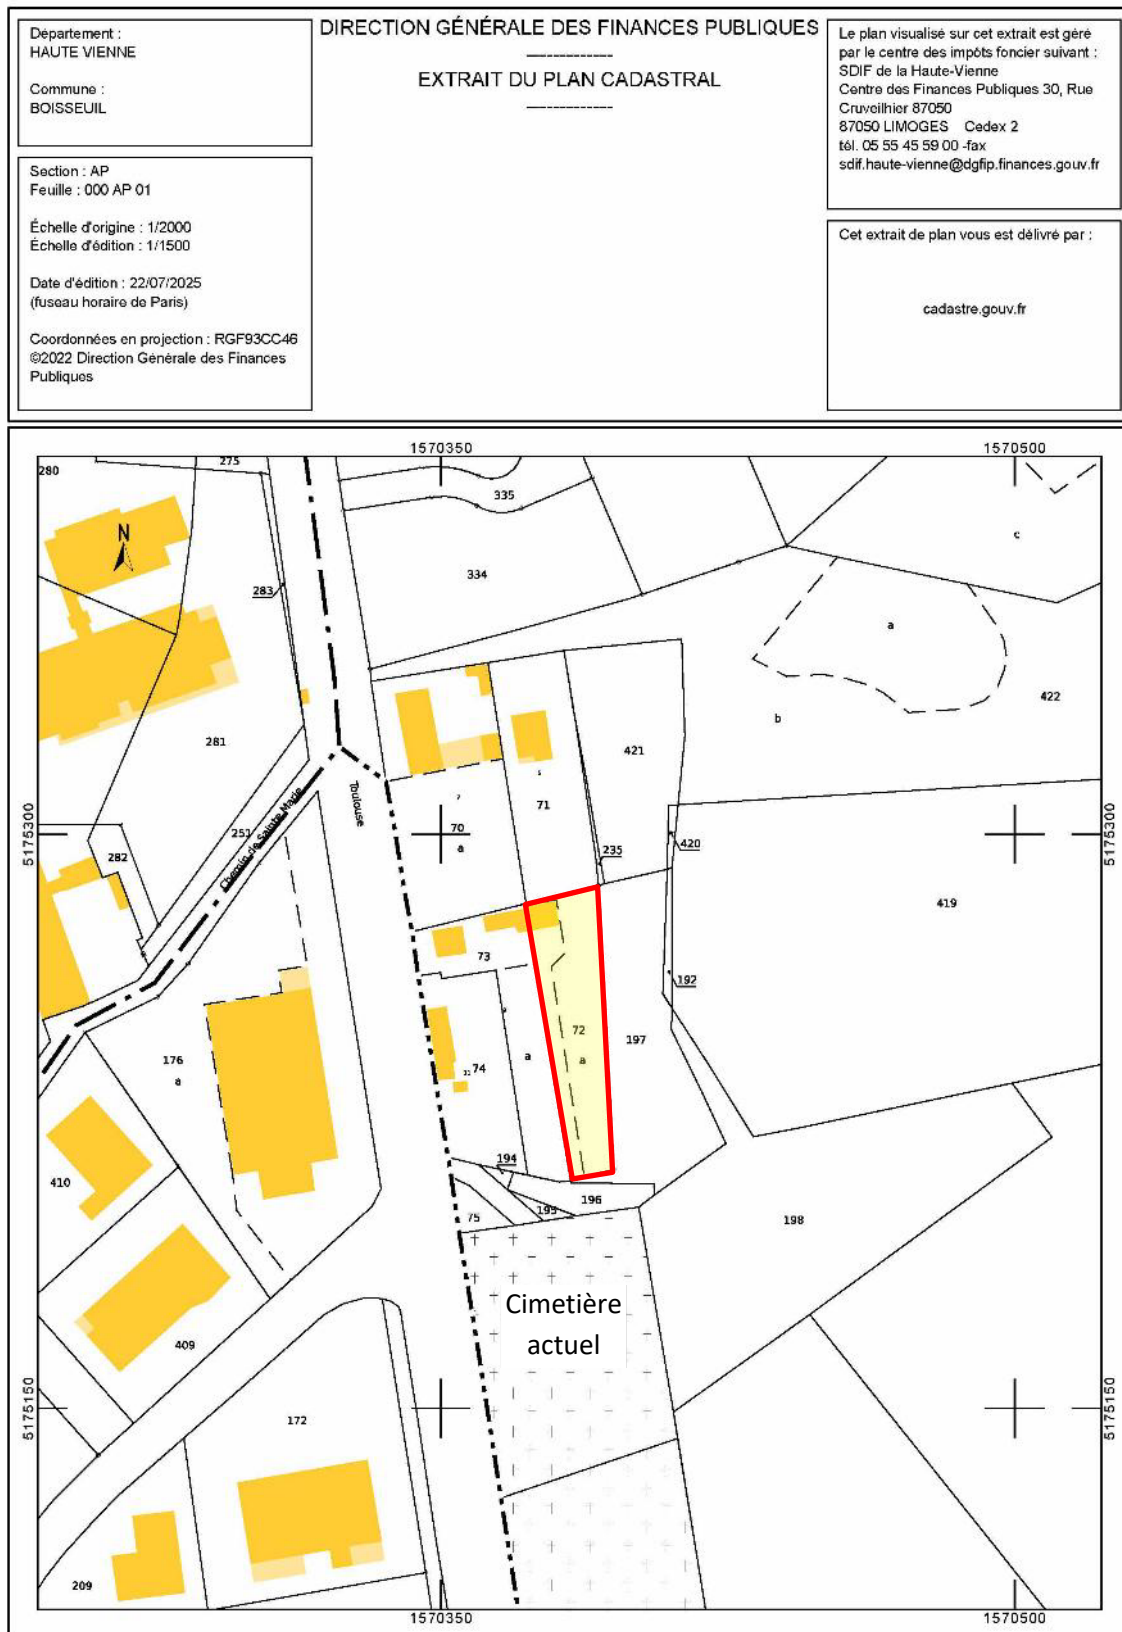 Département :
HAUTE VIENNE
Commune :
BOISSEUIL
Section : AP
Feuille : 000 AP 01
Échelle d'origine : 1/2000
Échelle d'édition : 1/1500
Date d'édition : 22/07/2025
(fuseau horaire de Paris)
Coordonnées en projection : RGF93CC46
©2022 Direction Générale des Finances
Publiques
DIRECTION GÉNÉRALE DES FINANCES PUBLIQUES
-------------
EXTRAIT DU PLAN CADASTRAL
-------------
Le plan visualisé sur cet extrait est géré
par le centre des impôts foncier suivant :
SDIF de la Haute-Vienne
Centre des Finances Publiques 30, Rue
Cruveilhier 87050
87050 LIMOGES Cedex 2
tél. 05 55 45 59 00 -fax
sdif.haute-vienne@dgfip.finances.gouv.fr
Cet extrait de plan vous est délivré par :
cadastre.gouv.fr
1570350
1570500
280
275
335
N
c
334
283
a
422
b
281
421
Toulouse
71
Chemin de Sainte Marie
251
70
a
5175300
5175300
282
235
420
419
73
192
72
a
197
a
176
a
74
194
410
196
195
75
198
Cimetière
actuel
409
5175150
5175150
172
209
1570350
1570500